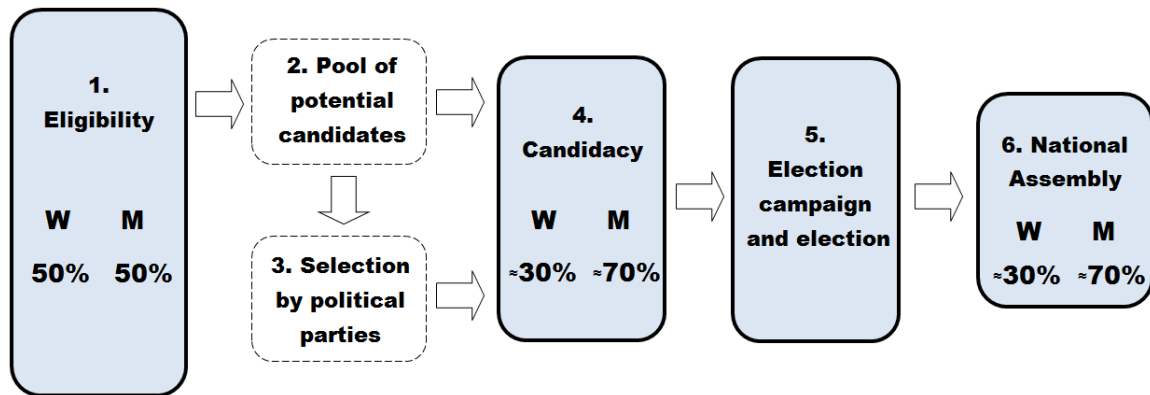 1.
Eligibility
W M
50% 50%
2. Pool of
potential
candidates
3. Selection
by political
parties
4.
Candidacy
W M
≈30% ≈70%
5.
Election
campaign
and election
6. National
Assembly
W M
≈30% ≈70%